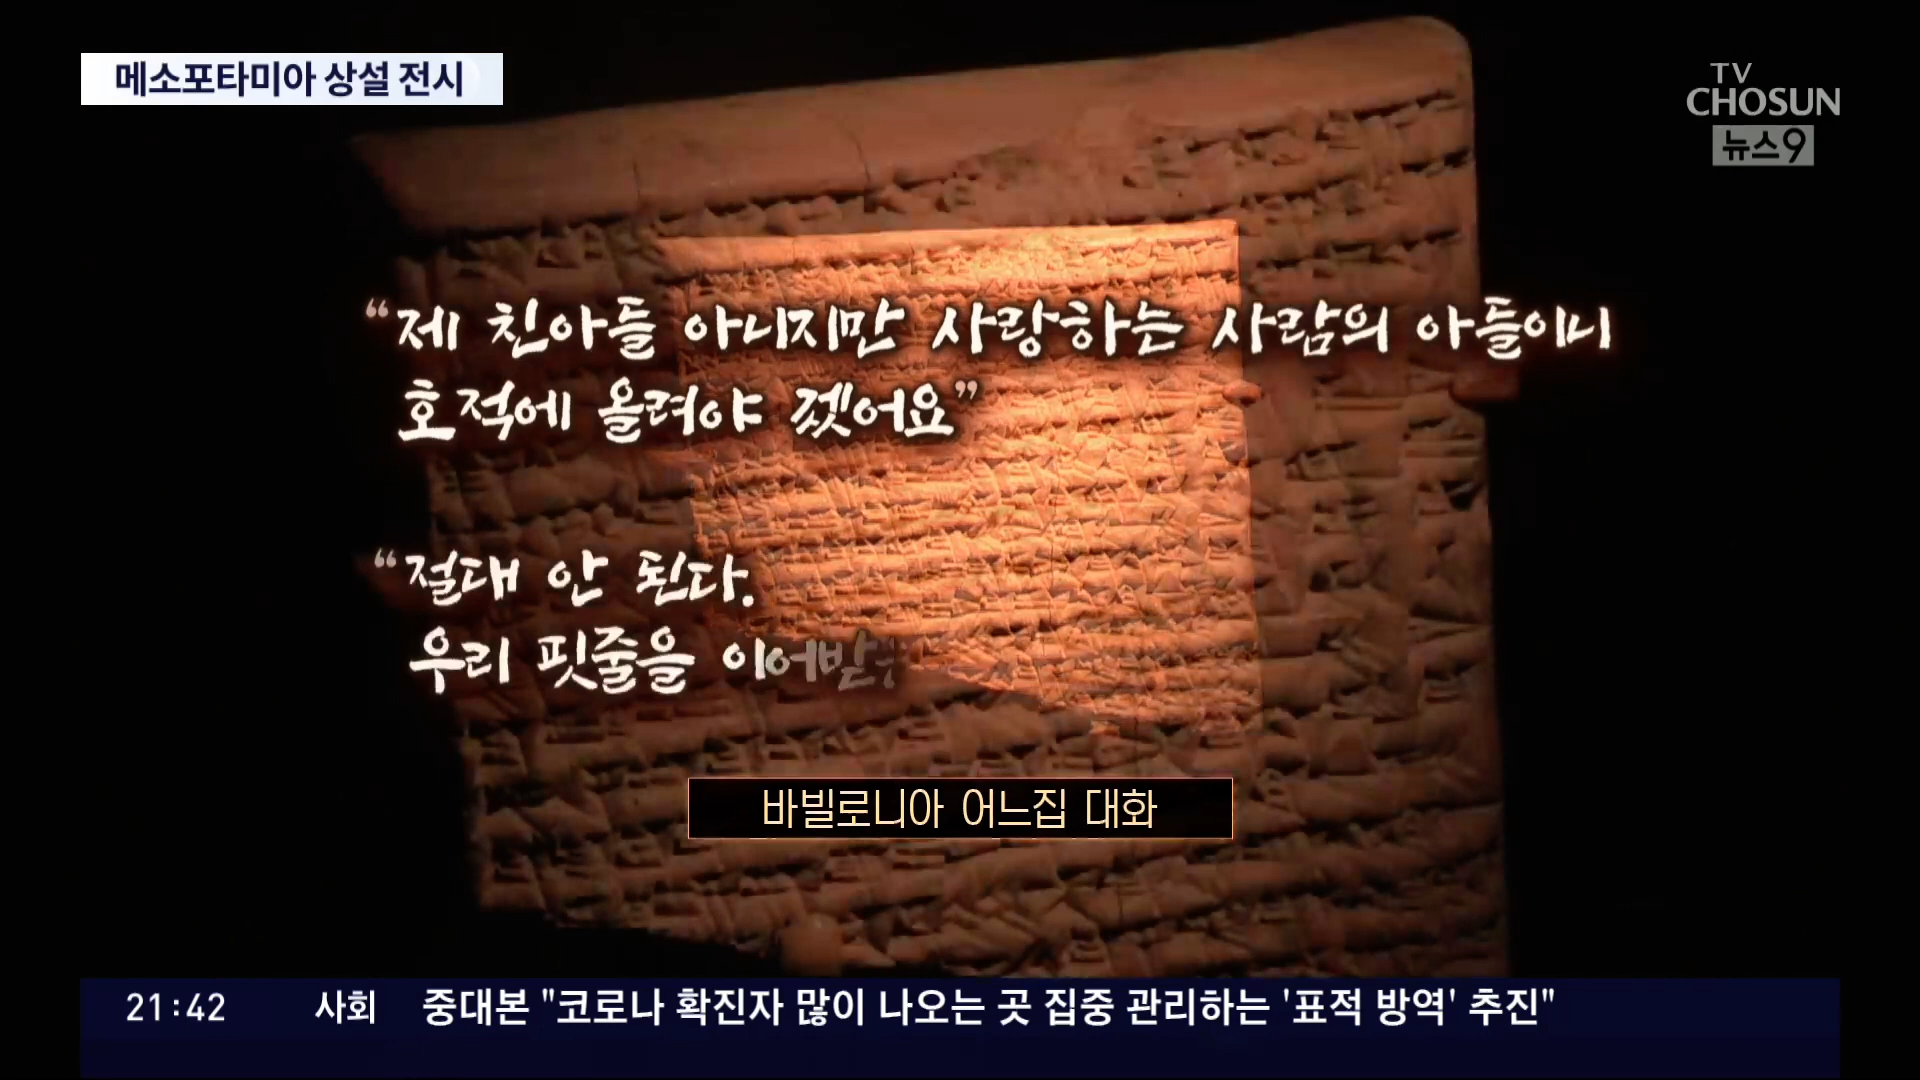 메소포타미아 상설 전시
TV
CHOSUN
뉴스9
“제 친아들 아니지만 사랑하는 사람의 아들이니
호적에 올려야 겠어요”
“절대 안 된다.
우리 핏줄을 이어받
바빌로니아 어느집 대화
21:42 사회 중대본 "코로나 확진자 많이 나오는 곳 집중 관리하는 '표적 방역' 추진"